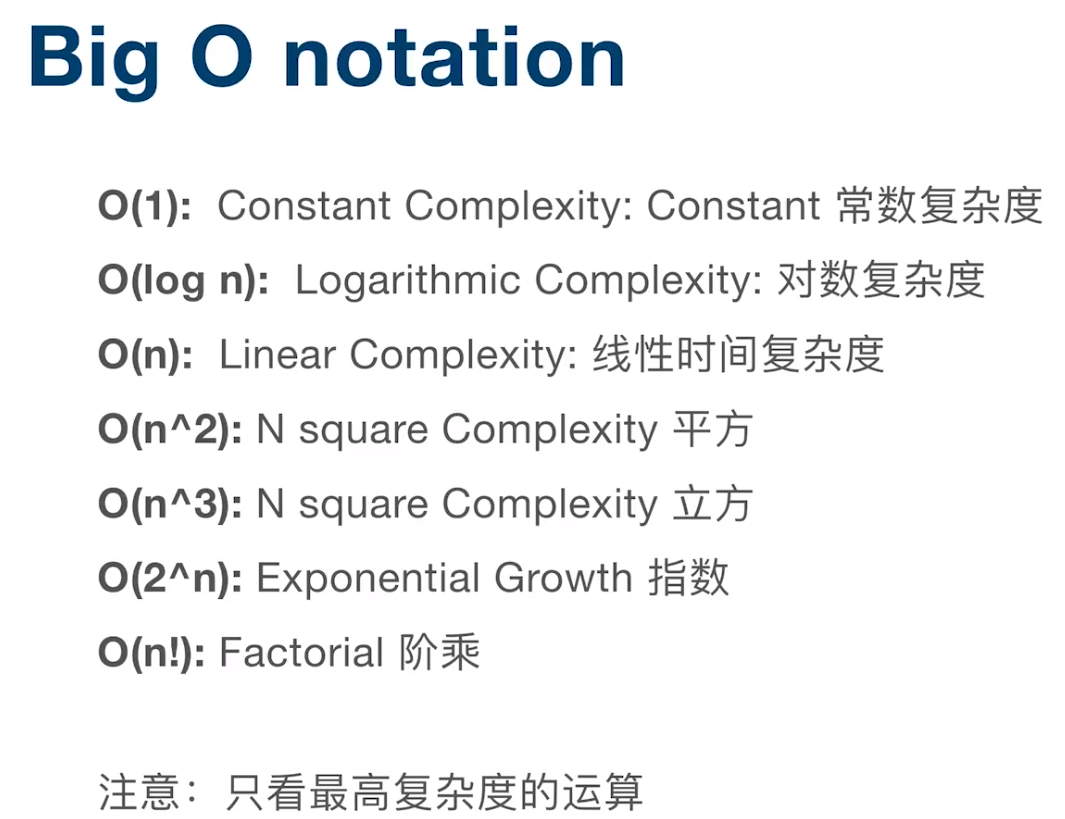 Big O notation
O(1): Constant Complexity: Constant 常数复杂度
O(log n): Logarithmic Complexity: 对数复杂度
O(n): Linear Complexity: 线性时间复杂度
O(n^2): N square Complexity 平方
O(n^3): N square Complexity 立方
O(2^n): Exponential Growth 指数
O(n!): Factorial 阶乘
注意：只看最高复杂度的运算